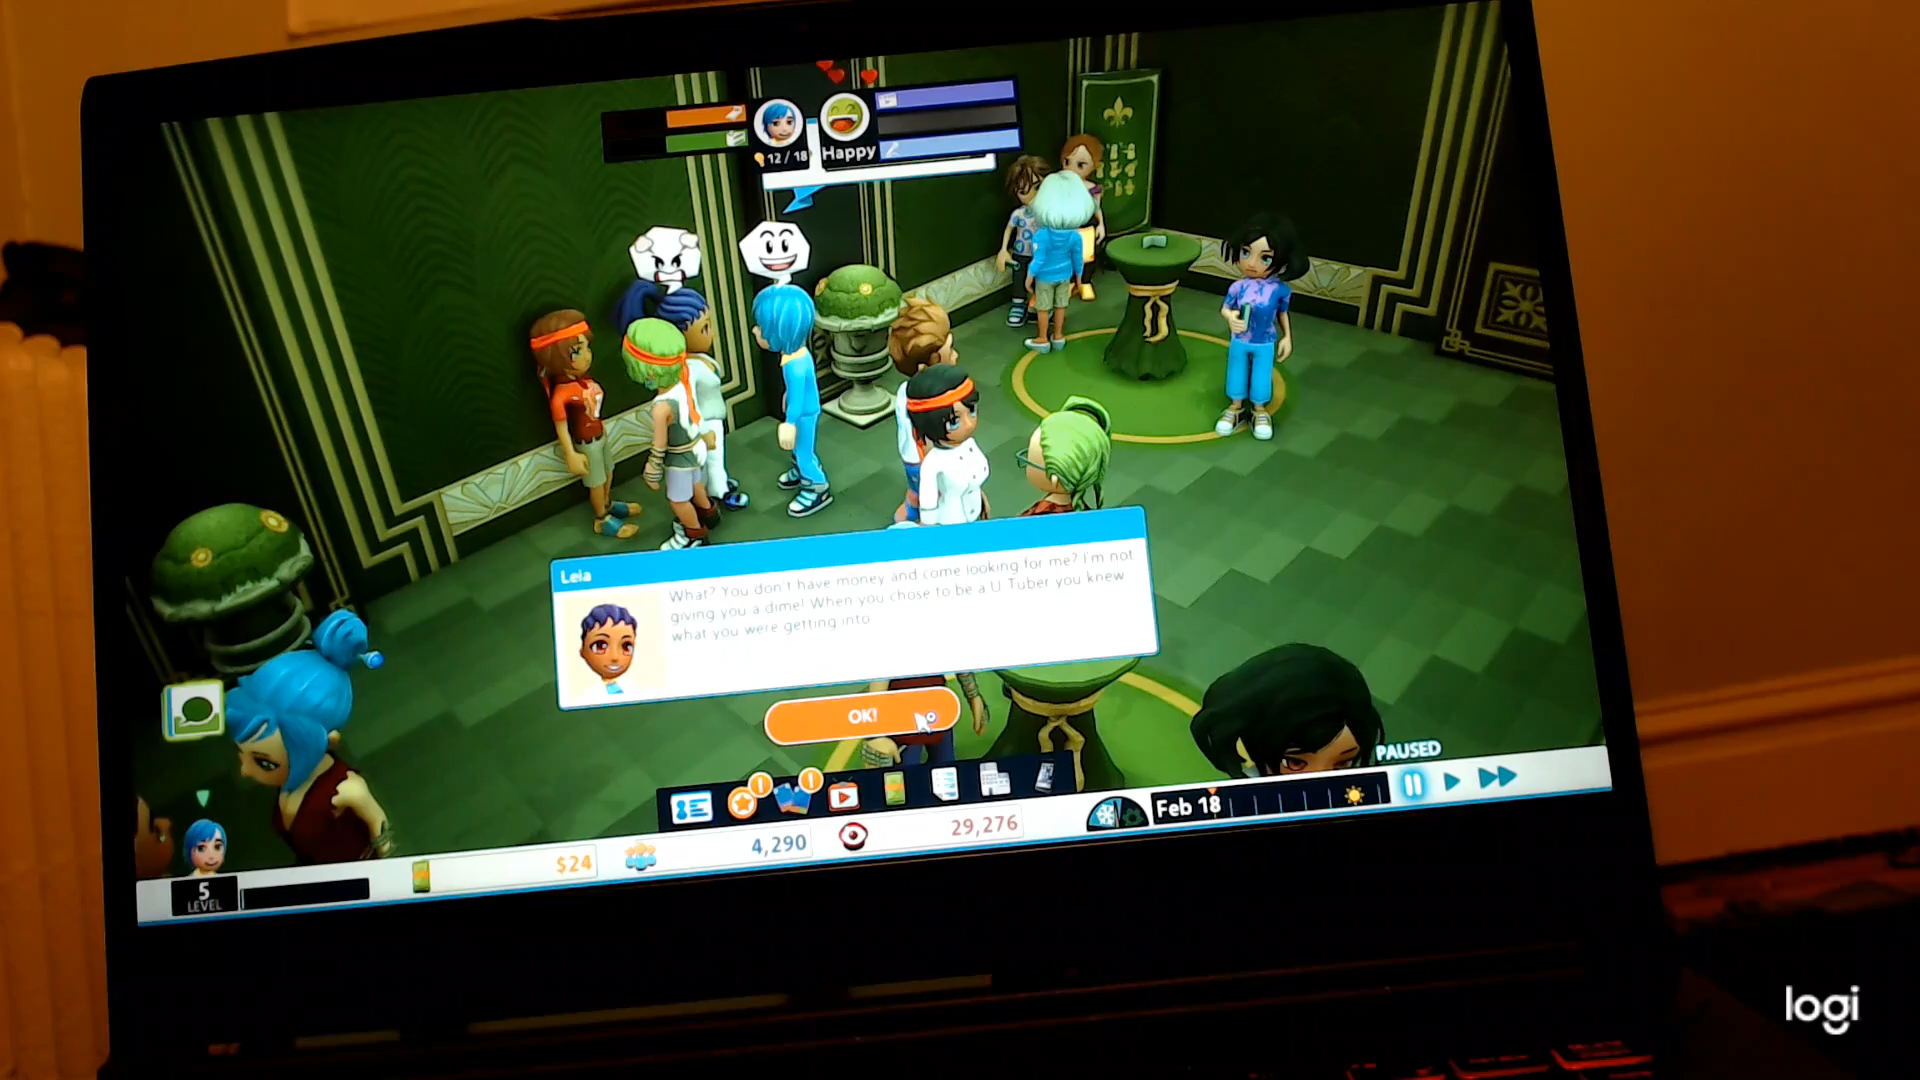 12 / 18
Happy
Leia
What? You don't have money and come looking for me? I'm not
giving you a dime! When you chose to be a U Tuber you knew
what you were getting into
OK!
PAUSED
Feb 18
$24
4,290
29,276
5
LEVEL
logi